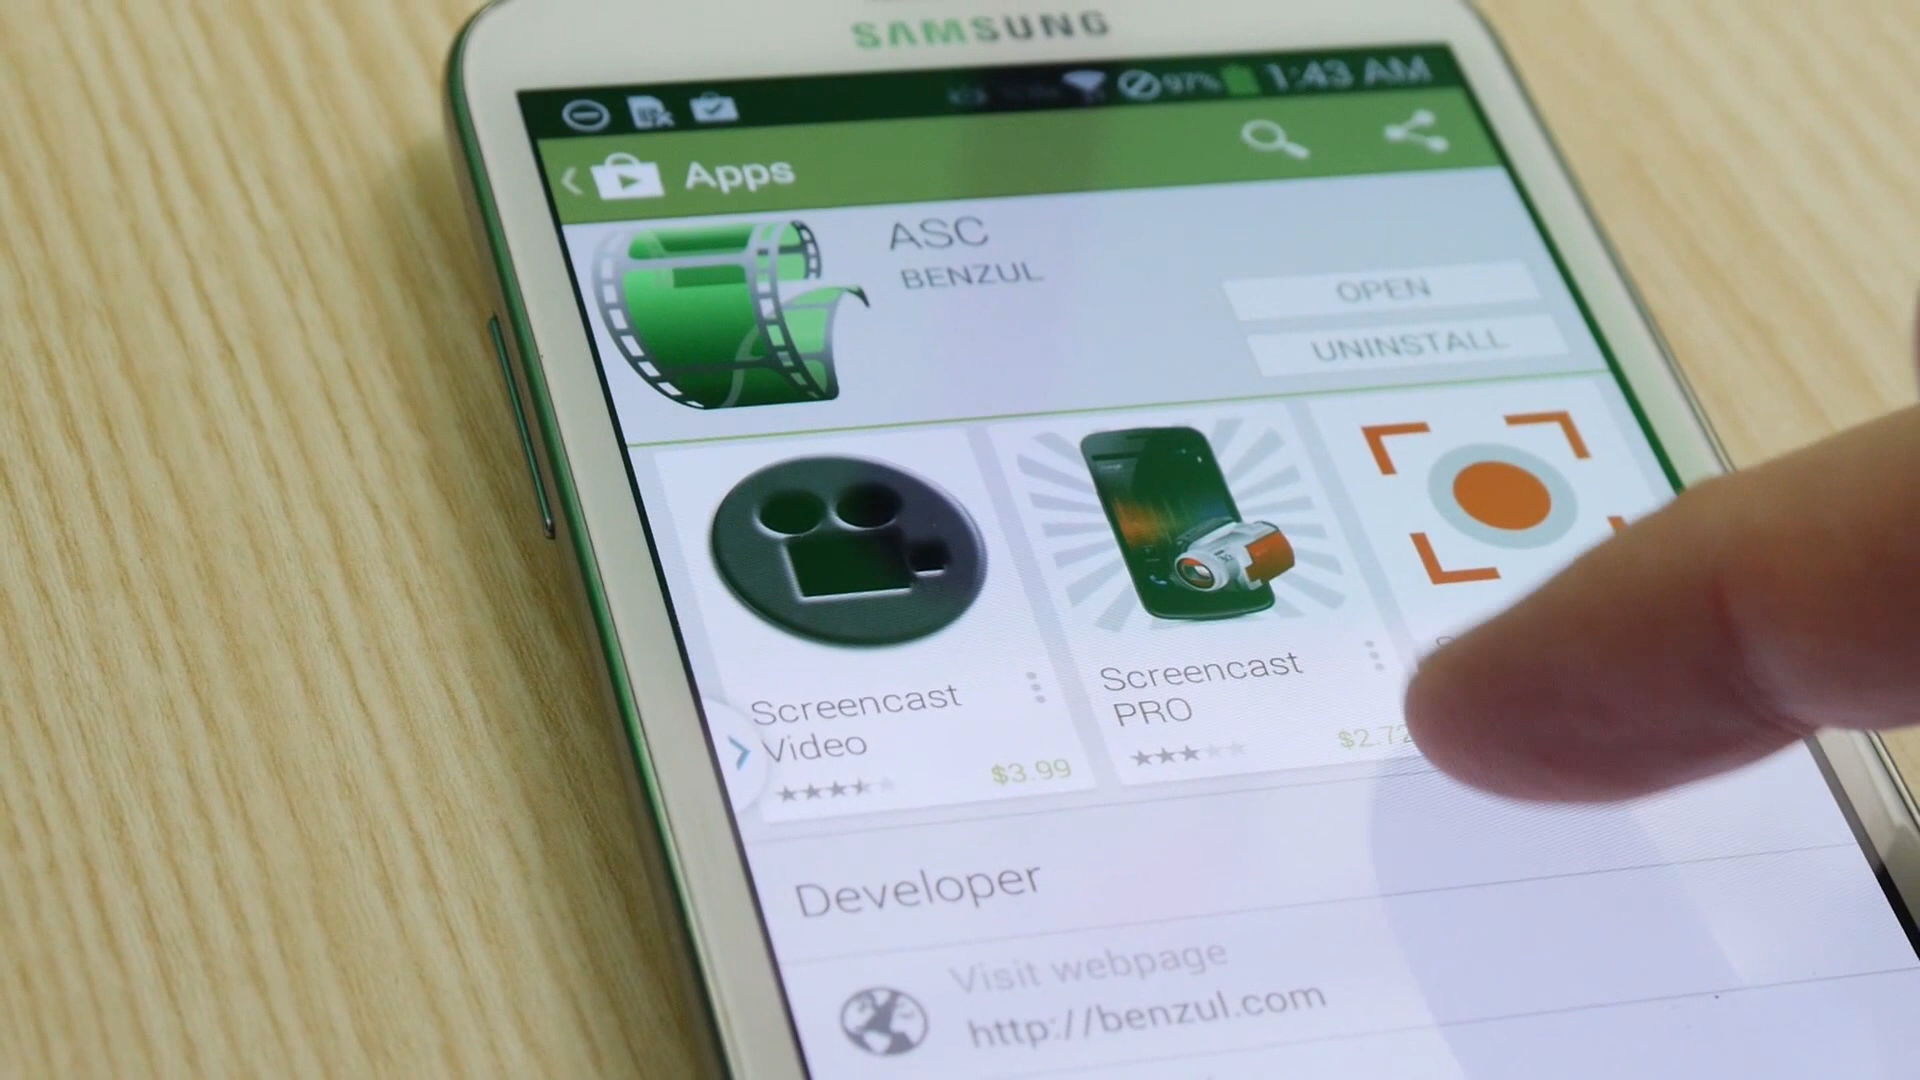 SAMSUNG
97% 1:43 AM
Apps
ASC
BENZUL
OPEN
UNINSTALL
Screencast
Video
$3.99
Screencast
PRO
$2.72
Developer
Visit webpage
http://benzul.com